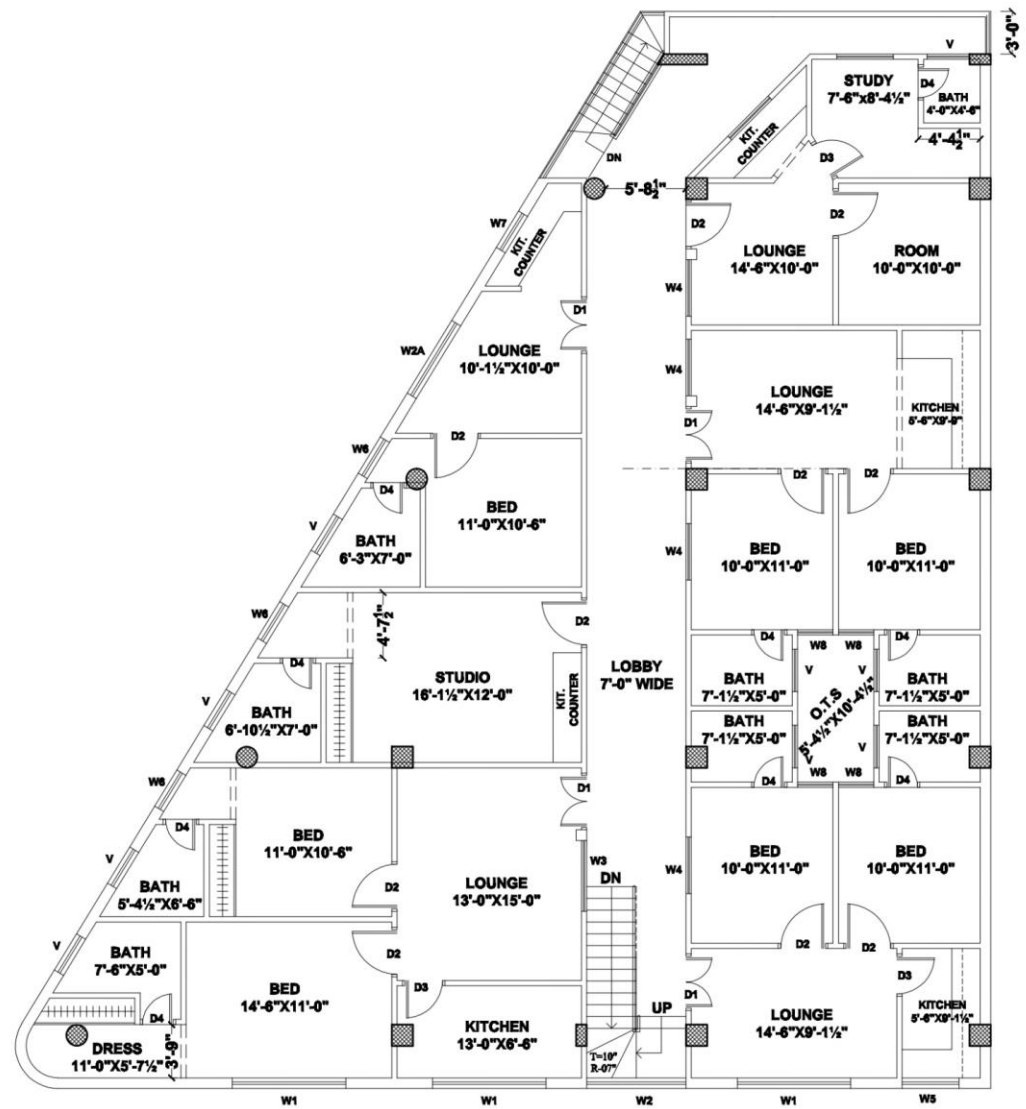 3'-0"
V
STUDY
7'-6"x8'-4½"
D4
BATH
4'-0"X4'-6"
KIT.
COUNTER
4'-4½"
D3
DN
5'-8½"
W7
KIT.
COUNTER
D2
D2
LOUNGE
14'-6"X10'-0"
ROOM
10'-0"X10'-0"
W4
D1
W2A
LOUNGE
10'-1½"X10'-0"
W4
LOUNGE
14'-6"X9'-1½"
KITCHEN
5'-6"X9'-9"
D1
W6
D2
D4
D2
D2
BED
11'-0"X10'-6"
V
BATH
6'-3"X7'-0"
W4
BED
10'-0"X11'-0"
BED
10'-0"X11'-0"
W6
4'-7½"
D2
D4
W8
W8
D4
D4
V
V
STUDIO
16'-1½"X12'-0"
LOBBY
7'-0" WIDE
BATH
7'-1½"X5'-0"
O.T.S
5'-4½"X10'-4½"
BATH
7'-1½"X5'-0"
V
BATH
6'-10½"X7'-0"
KIT.
COUNTER
BATH
7'-1½"X5'-0"
BATH
7'-1½"X5'-0"
V
V
W6
W8
W8
D4
D4
D1
D4
BED
11'-0"X10'-6"
BED
10'-0"X11'-0"
BED
10'-0"X11'-0"
V
W3
W4
DN
BATH
5'-4½"X6'-6"
D2
LOUNGE
13'-0"X15'-0"
V
BATH
7'-6"X5'-0"
D2
D2
D2
D3
BED
14'-6"X11'-0"
D3
D1
D4
UP
LOUNGE
14'-6"X9'-1½"
KITCHEN
5'-6"X9'-1½"
KITCHEN
13'-0"X6'-6"
DRESS
11'-0"X5'-7½"
3'-9"
T=10"
R-07"
W1
W1
W2
W1
W5